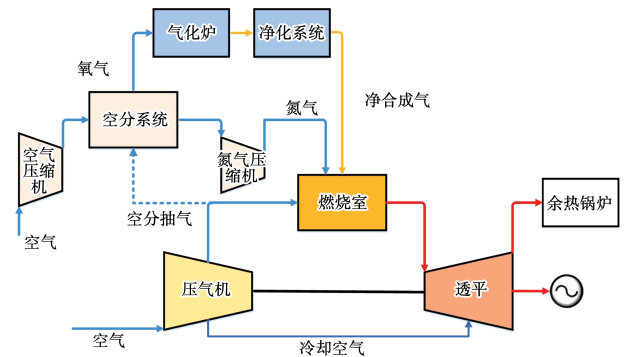 气化炉
净化系统
氧气
净合成气
氮气
空分系统
空气
压缩
机
氮气压
缩机
燃烧室
余热锅炉
空分抽气
空气
压气机
透平
空气
冷却空气